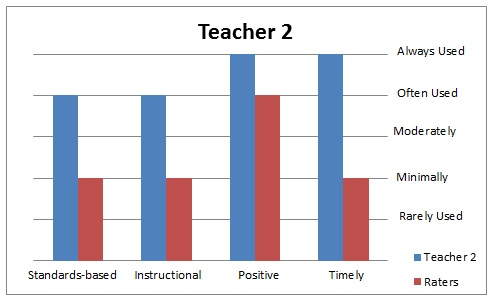 Teacher 2
Always Used
Often Used
Moderately
Minimally
Rarely Used
Standards-based Instructional Positive Timely
Teacher 2
Raters